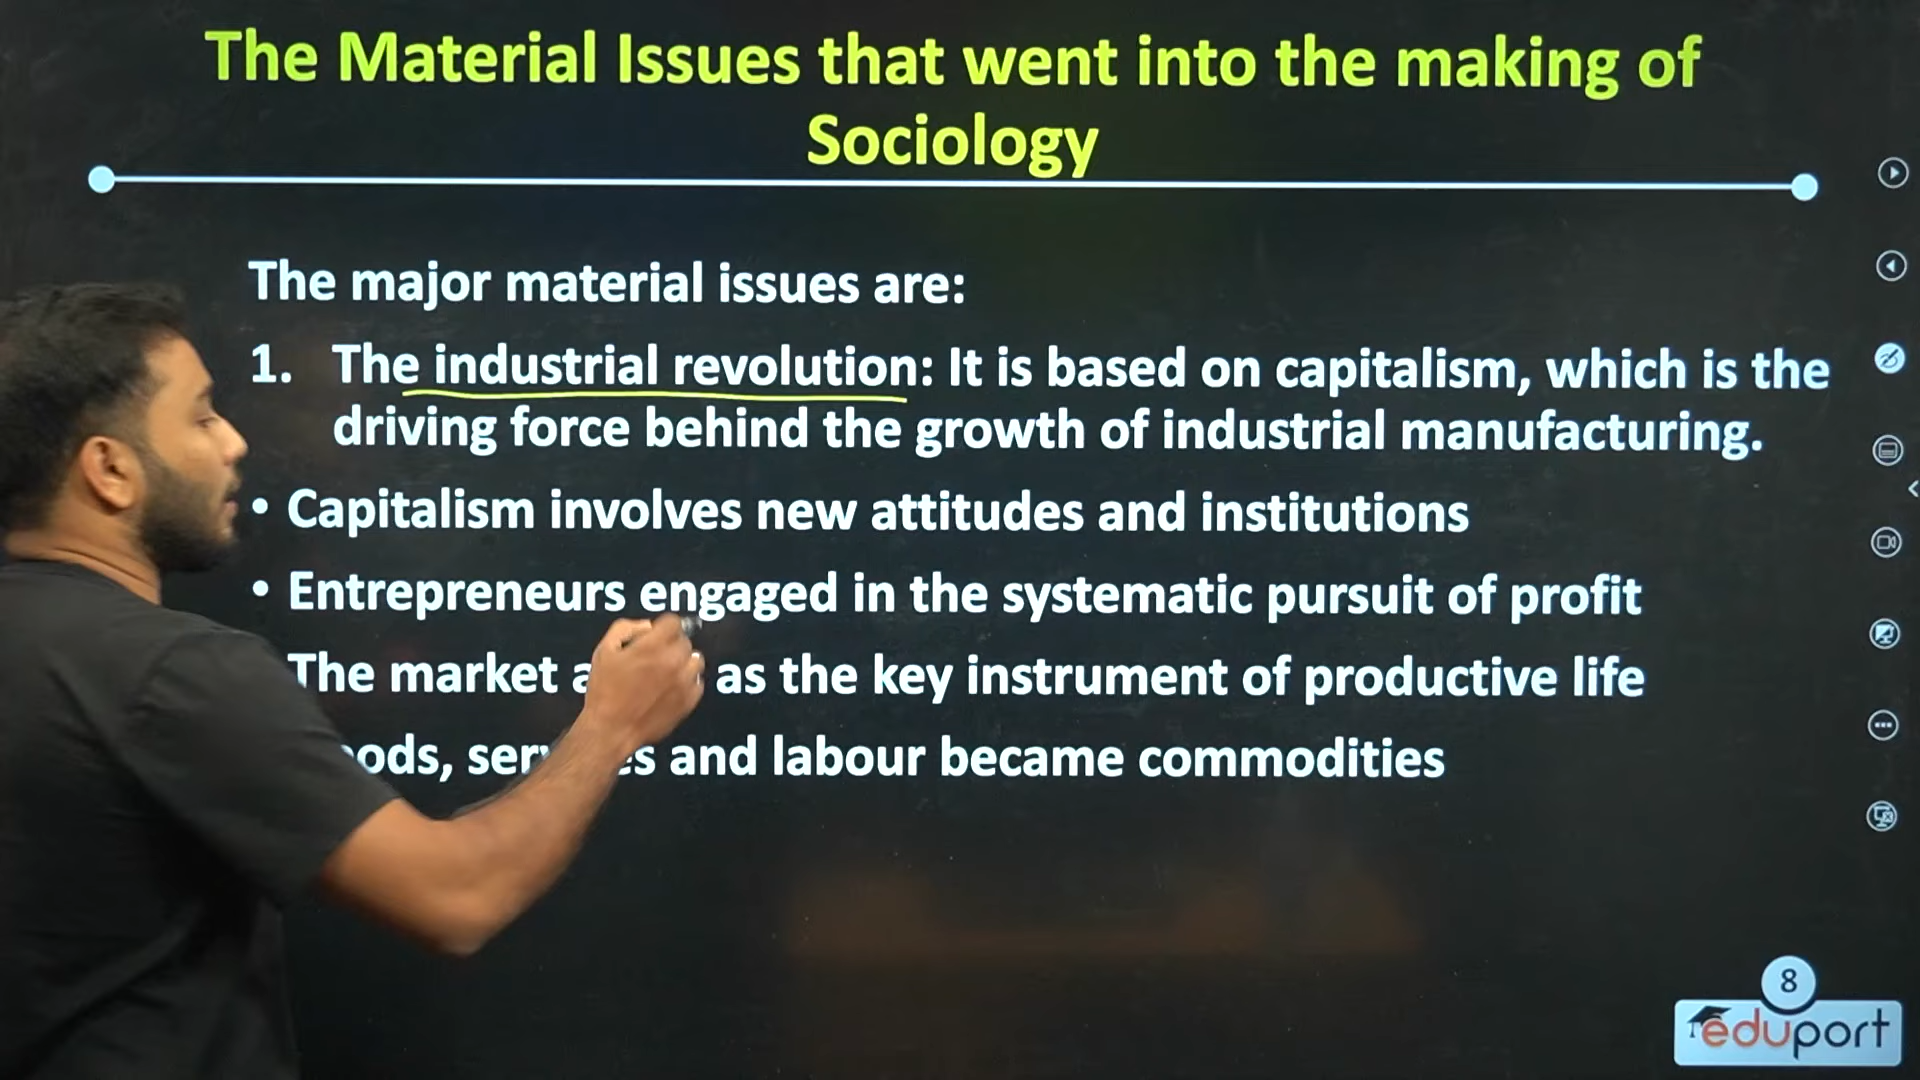 The Material Issues that went into the making of
Sociology
The major material issues are:
1. The industrial revolution: It is based on capitalism, which is the
driving force behind the growth of industrial manufacturing.
• Capitalism involves new attitudes and institutions
• Entrepreneurs engaged in the systematic pursuit of profit
The market as the key instrument of productive life
and labour became commodities
8
eduport